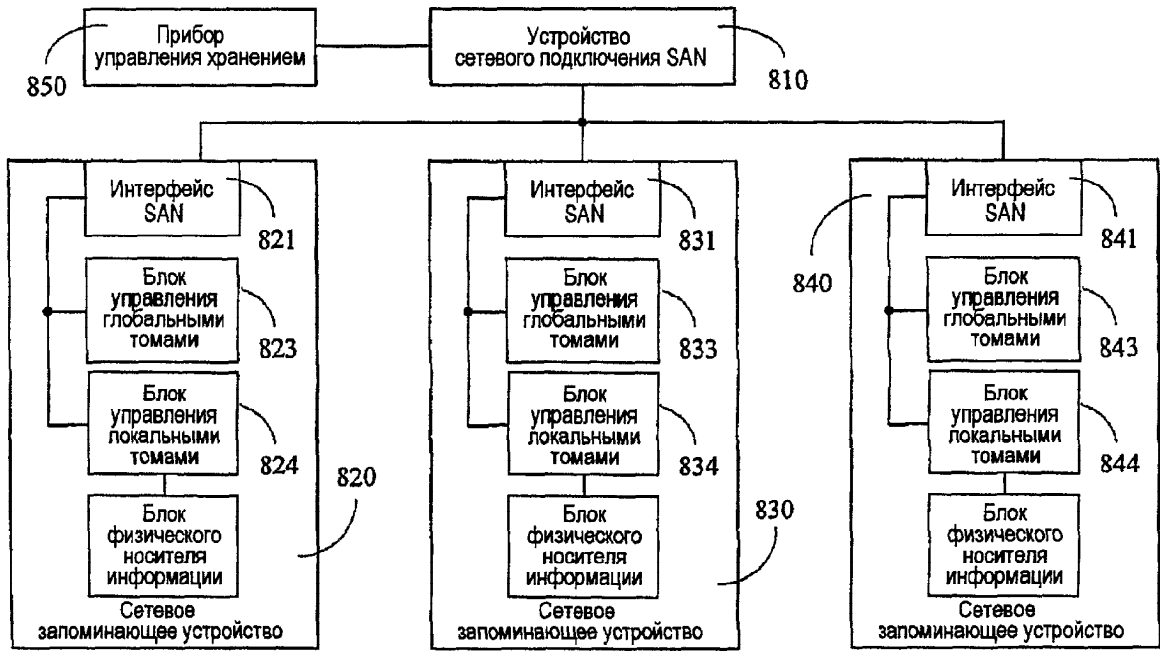 Прибор
управления хранением
850
Устройство
сетевого подключения SAN
810
Интерфейс
SAN
821
Блок
управления
глобальными
томами
823
Блок
управления
локальными
томами
824
Блок
физического
носителя
информации
820
Сетевое
запоминающее устройство
Интерфейс
SAN
831
Блок
управления
глобальными
томами
833
Блок
управления
локальными
томами
834
Блок
физического
носителя
информации
830
Сетевое
запоминающее устройство
840
Интерфейс
SAN
841
Блок
управления
глобальными
томами
843
Блок
управления
локальными
томами
844
Блок
физического
носителя
информации
Сетевое
запоминающее устройство